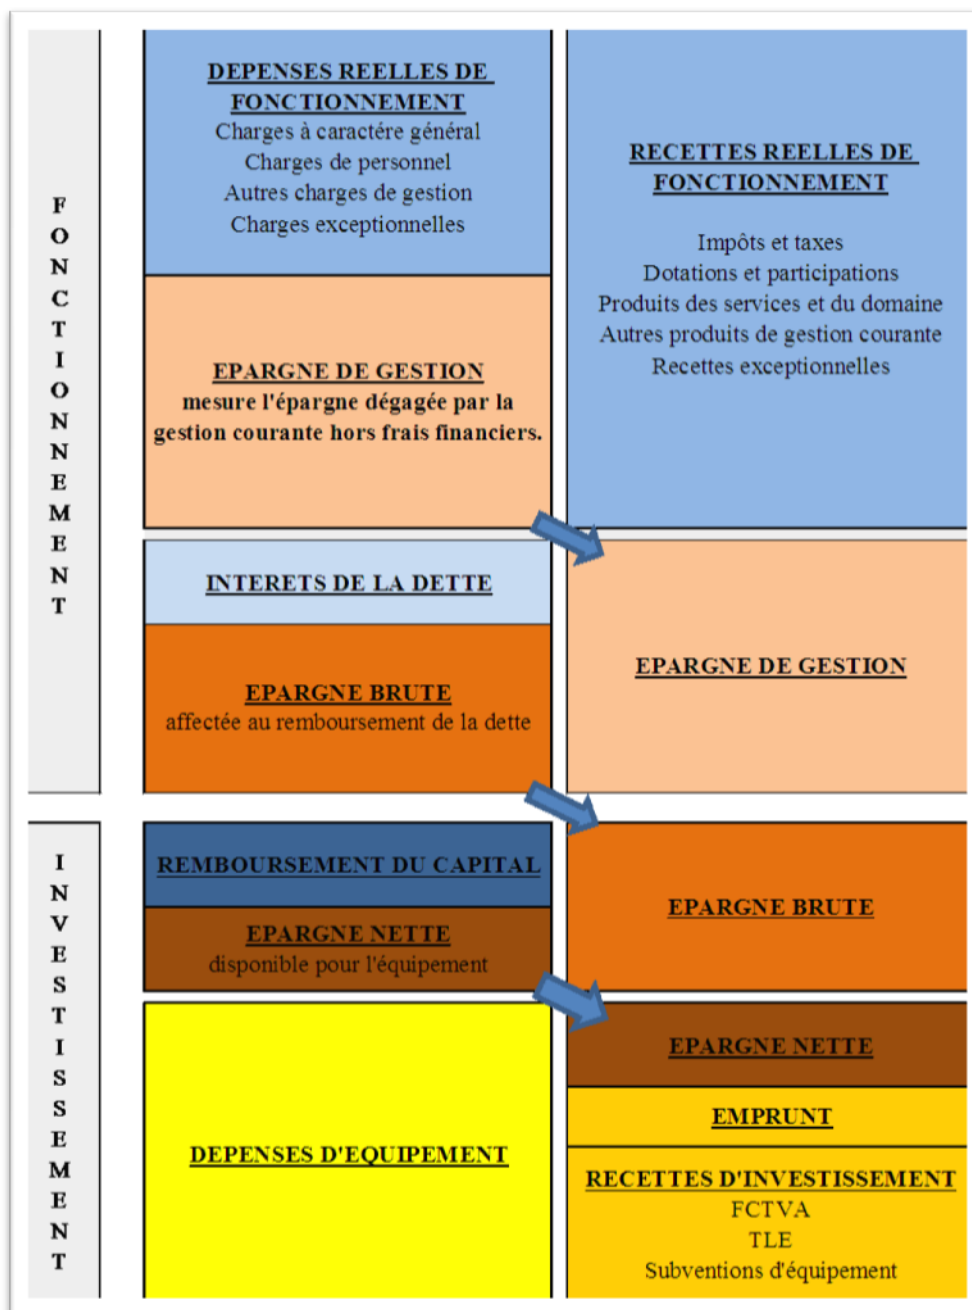 FONCTIONNEMENT
DEPENSES REELLES DE
FONCTIONNEMENT
Charges à caractére général
Charges de personnel
Autres charges de gestion
Charges exceptionnelles
RECETTES REELLES DE
FONCTIONNEMENT
Impôts et taxes
Dotations et participations
Produits des services et du domaine
Autres produits de gestion courante
Recettes exceptionnelles
EPARGNE DE GESTION
mesure l'épargne dégagée par la
gestion courante hors frais financiers.
INTERETS DE LA DETTE
EPARGNE BRUTE
affectée au remboursement de la dette
EPARGNE DE GESTION
INVESTISSEMENT
REMBOURSEMENT DU CAPITAL
EPARGNE NETTE
disponible pour l'équipement
EPARGNE BRUTE
DEPENSES D'EQUIPEMENT
EPARGNE NETTE
EMPRUNT
RECETTES D'INVESTISSEMENT
FCTVA
TLE
Subventions d'équipement